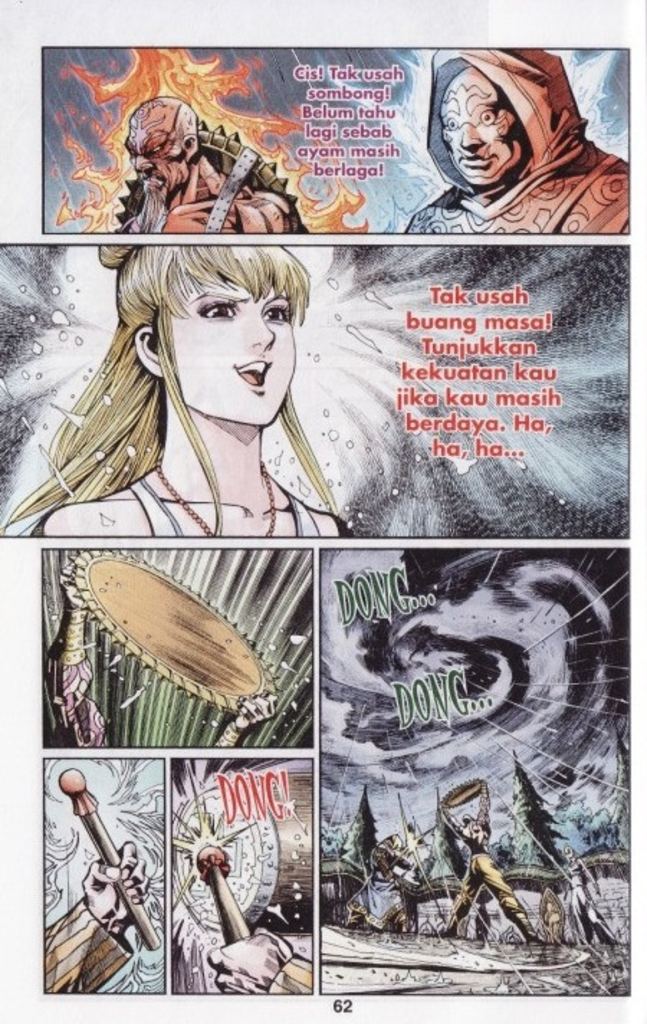 Cis! Tak usah
sombong!
Belum tahu
lagi sebab
ayam masih
berlaga!
Tak usah
buang masa!
Tunjukkan
kekuatan kau
jika kau masih
berdaya. Ha,
ha, ha...
DONG...
DONG...
DONG!
62